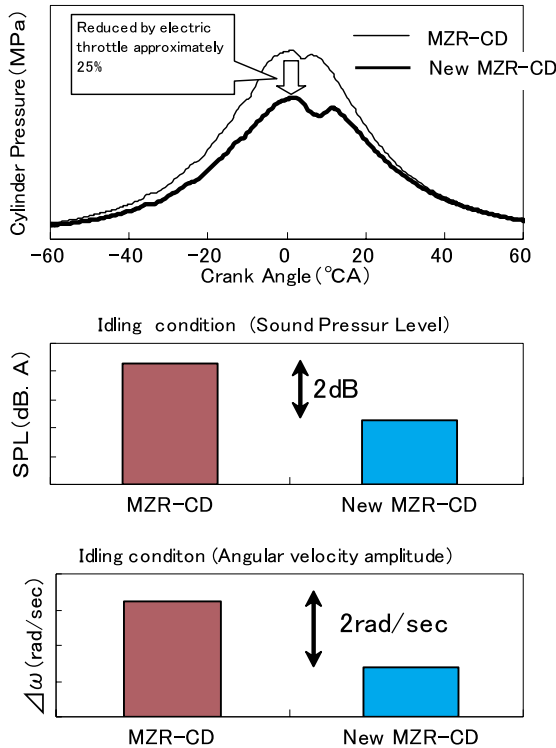 Reduced by electric
throttle approximately
25%
MZR-CD
New MZR-CD
Cylinder Pressure(MPa)
-60 -40 -20 0 20 40 60
Crank Angle(°CA)
Idling condition (Sound Pressur Level)
SPL(dB. A)
2dB
MZR-CD New MZR-CD
Idling conditon (Angular velocity amplitude)
⊿ω(rad/sec)
2rad/sec
MZR-CD New MZR-CD